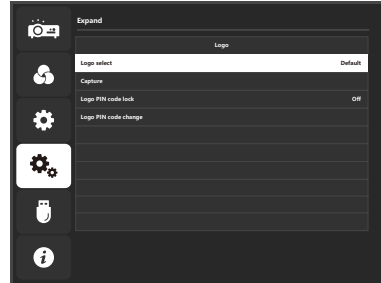 Expand
Logo
Logo select Default
Capture
Logo PIN code lock Off
Logo PIN code change
i